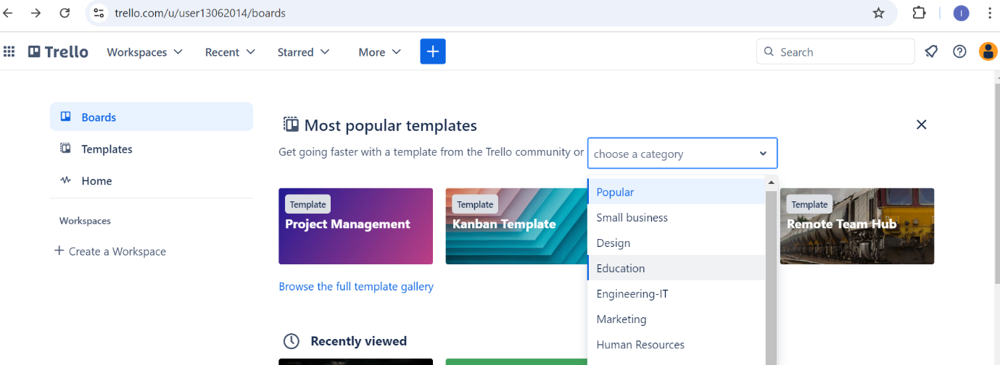 trello.com/u/user13062014/boards
I
Trello
Workspaces
Recent
Starred
More
Search
Boards
Templates
Home
Workspaces
+ Create a Workspace
Most popular templates
Get going faster with a template from the Trello community or
choose a category
Template
Project Management
Template
Kanban Template
Template
Remote Team Hub
Popular
Small business
Design
Education
Engineering-IT
Marketing
Human Resources
Browse the full template gallery
Recently viewed